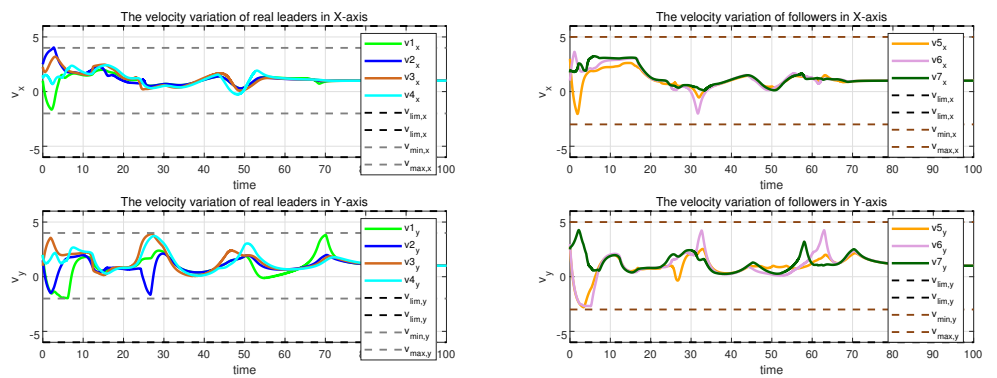 The velocity variation of real leaders in X-axis
5
0
-5
v_x
0 10 20 30 40 50 60 70 100
time
v1_x
v2_x
v3_x
v4_x
v_lim,x
v_lim,x
v_min,x
v_max,x
The velocity variation of followers in X-axis
5
0
-5
v_x
0 10 20 30 40 50 60 70 80 90 100
time
v5_x
v6_x
v7_x
v_lim,x
v_lim,x
v_min,x
v_max,x
The velocity variation of real leaders in Y-axis
5
0
-5
v_y
0 10 20 30 40 50 60 70 100
time
v1_y
v2_y
v3_y
v4_y
v_lim,y
v_min,y
v_max,y
The velocity variation of followers in Y-axis
5
0
-5
v_y
0 10 20 30 40 50 60 70 80 90 100
time
v5_y
v6_y
v7_y
v_lim,y
v_lim,y
v_min,y
v_max,y